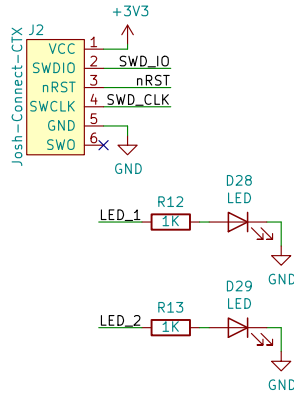 +3V3
J2
Josh-Connect-CTX
VCC 1
SWDIO 2 SWD_IO
nRST 3 nRST
SWCLK 4 SWD_CLK
GND 5
SWO 6
GND
D28
LED
R12
LED_1 1K
GND
D29
LED
R13
LED_2 1K
GND